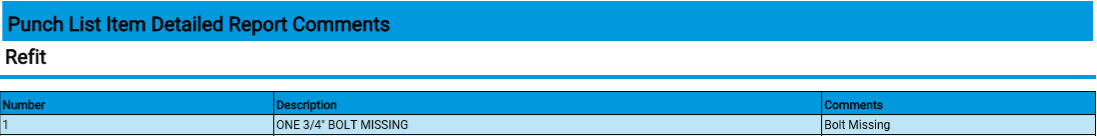 Punch List Item Detailed Report Comments
Refit
Number Description Comments
1 ONE 3/4" BOLT MISSING Bolt Missing